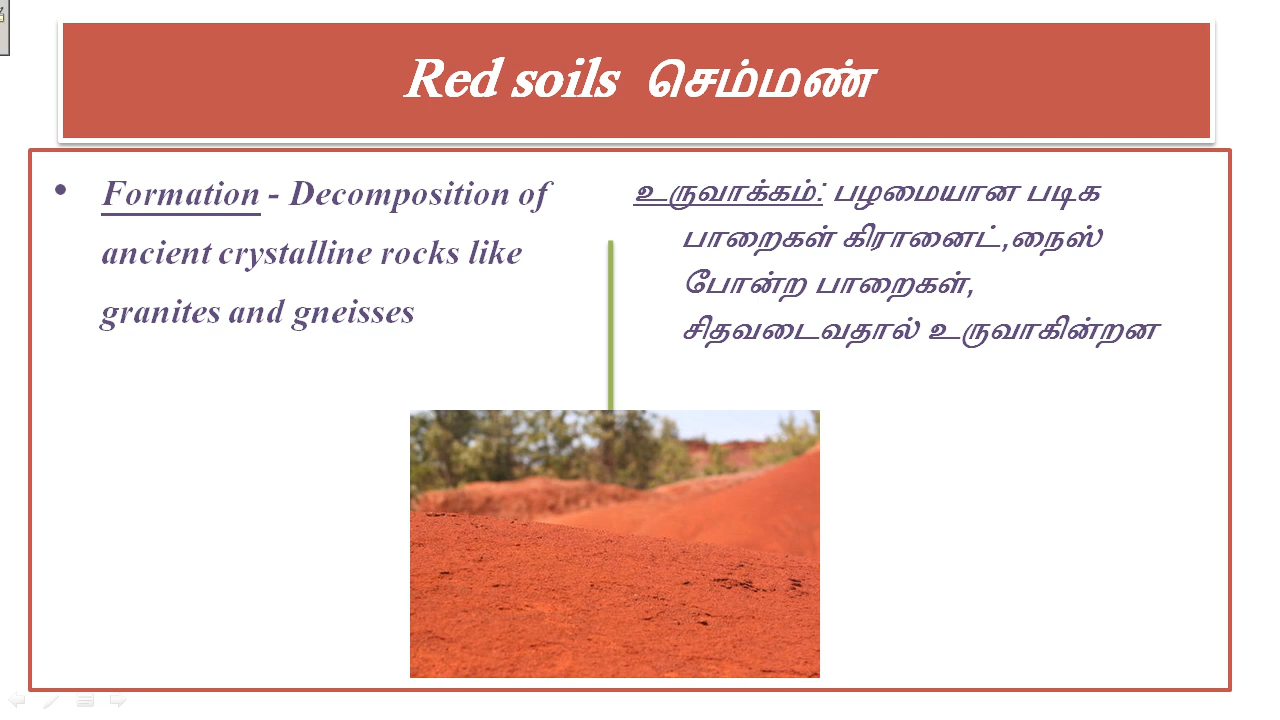 Red soils செம்மண்
• Formation - Decomposition of
ancient crystalline rocks like
granites and gneisses
உருவாக்கம்: பழமையான படிக
பாறைகள் கிரானைட்,நைஸ்
போன்ற பாறைகள்,
சிதவடைவதால் உருவாகின்றன